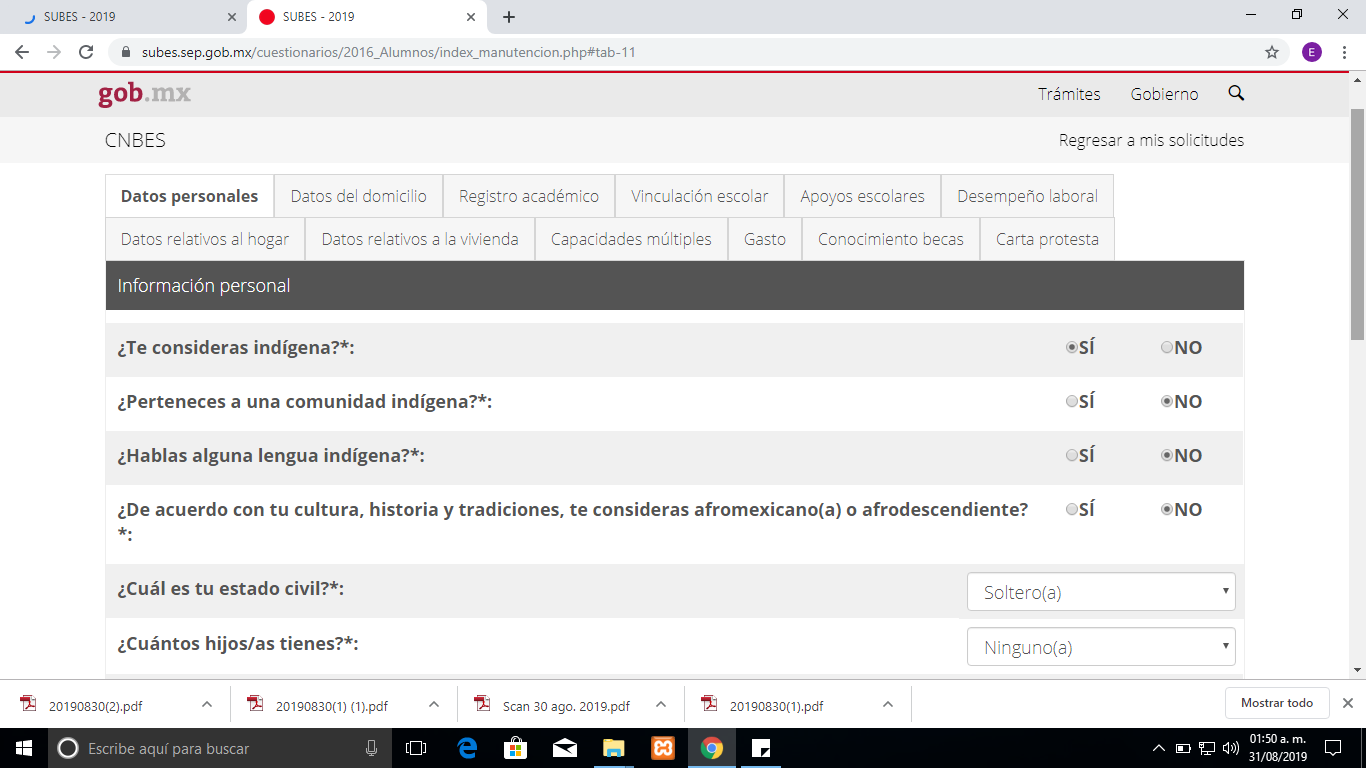 SUBES - 2019
SUBES - 2019
subes.sep.gob.mx/cuestionarios/2016_Alumnos/index_manutencion.php#tab-11
E
gob.mx
Trámites
Gobierno
CNBES
Regresar a mis solicitudes
Datos personales
Datos del domicilio
Registro académico
Vinculación escolar
Apoyos escolares
Desempeño laboral
Datos relativos al hogar
Datos relativos a la vivienda
Capacidades múltiples
Gasto
Conocimiento becas
Carta protesta
Información personal
¿Te consideras indígena?*:
SÍ
NO
¿Perteneces a una comunidad indígena?*:
SÍ
NO
¿Hablas alguna lengua indígena?*:
SÍ
NO
¿De acuerdo con tu cultura, historia y tradiciones, te consideras afromexicano(a) o afrodescendiente?
*:
SÍ
NO
¿Cuál es tu estado civil?*:
Soltero(a)
¿Cuántos hijos/as tienes?*:
Ninguno(a)
20190830(2).pdf
20190830(1) (1).pdf
Scan 30 ago. 2019.pdf
20190830(1).pdf
Mostrar todo
Escribe aquí para buscar
01:50 a. m.
31/08/2019